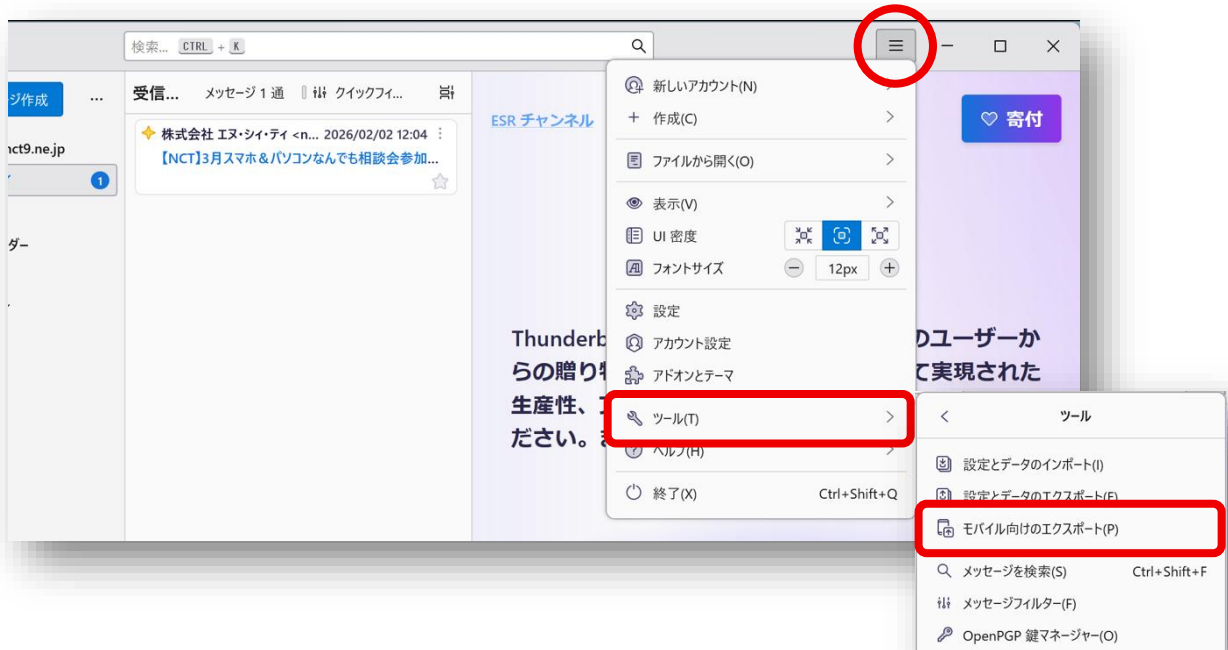 検索... CTRL + K
ジ作成 ...
nct9.ne.jp
1
ダー
受信... メッセージ 1 通 クイックフィ...
株式会社 エヌ・シィ・ティ <n... 2026/02/02 12:04
【NCT】3月スマホ&パソコンなんでも相談会参加...
ESR チャンネル
寄付
Thunderb
のユーザーか
らの贈り
て実現された
生産性、
ださい。
新しいアカウント(N)
作成(C)
ファイルから開く(O)
表示(V)
UI 密度
フォントサイズ 12px
設定
アカウント設定
アドオンとテーマ
ツール(T)
ヘルプ(H)
終了(X) Ctrl+Shift+Q
ツール
設定とデータのインポート(I)
設定とデータのエクスポート(E)
モバイル向けのエクスポート(P)
メッセージを検索(S) Ctrl+Shift+F
メッセージフィルター(F)
OpenPGP 鍵マネージャー(O)